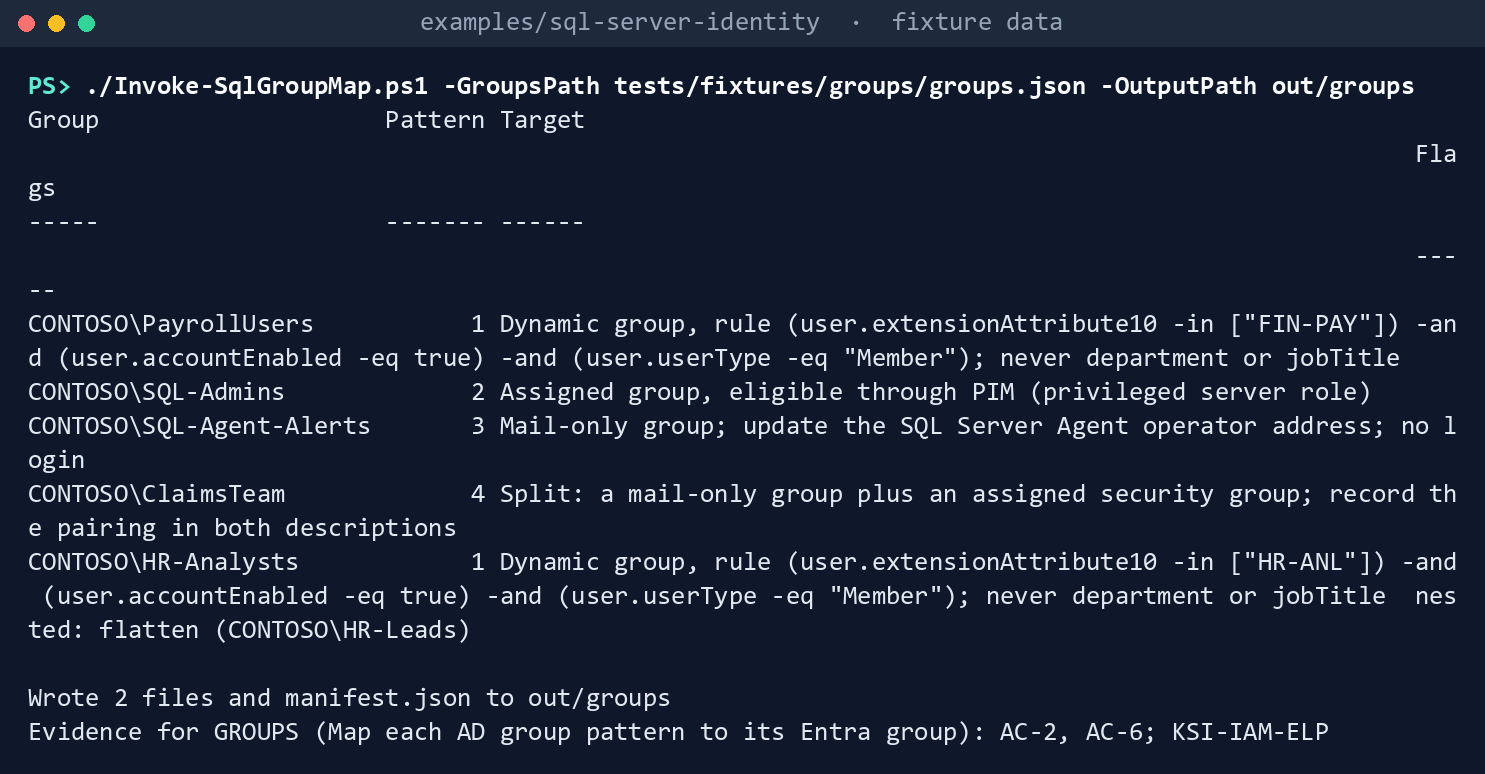 examples/sql-server-identity  ·  fixture data
PS> ./Invoke-SqlGroupMap.ps1 -GroupsPath tests/fixtures/groups/groups.json -OutputPath out/groups
Group                    Pattern Target
                                                                                                 Fla
gs
-----                    ------- ------
                                                                                                 ---
--
CONTOSO\PayrollUsers           1 Dynamic group, rule (user.extensionAttribute10 -in ["FIN-PAY"]) -an
d (user.accountEnabled -eq true) -and (user.userType -eq "Member"); never department or jobTitle
CONTOSO\SQL-Admins             2 Assigned group, eligible through PIM (privileged server role)
CONTOSO\SQL-Agent-Alerts       3 Mail-only group; update the SQL Server Agent operator address; no l
ogin
CONTOSO\ClaimsTeam             4 Split: a mail-only group plus an assigned security group; record th
e pairing in both descriptions
CONTOSO\HR-Analysts            1 Dynamic group, rule (user.extensionAttribute10 -in ["HR-ANL"]) -and
 (user.accountEnabled -eq true) -and (user.userType -eq "Member"); never department or jobTitle  nes
ted: flatten (CONTOSO\HR-Leads)
Wrote 2 files and manifest.json to out/groups
Evidence for GROUPS (Map each AD group pattern to its Entra group): AC-2, AC-6; KSI-IAM-ELP